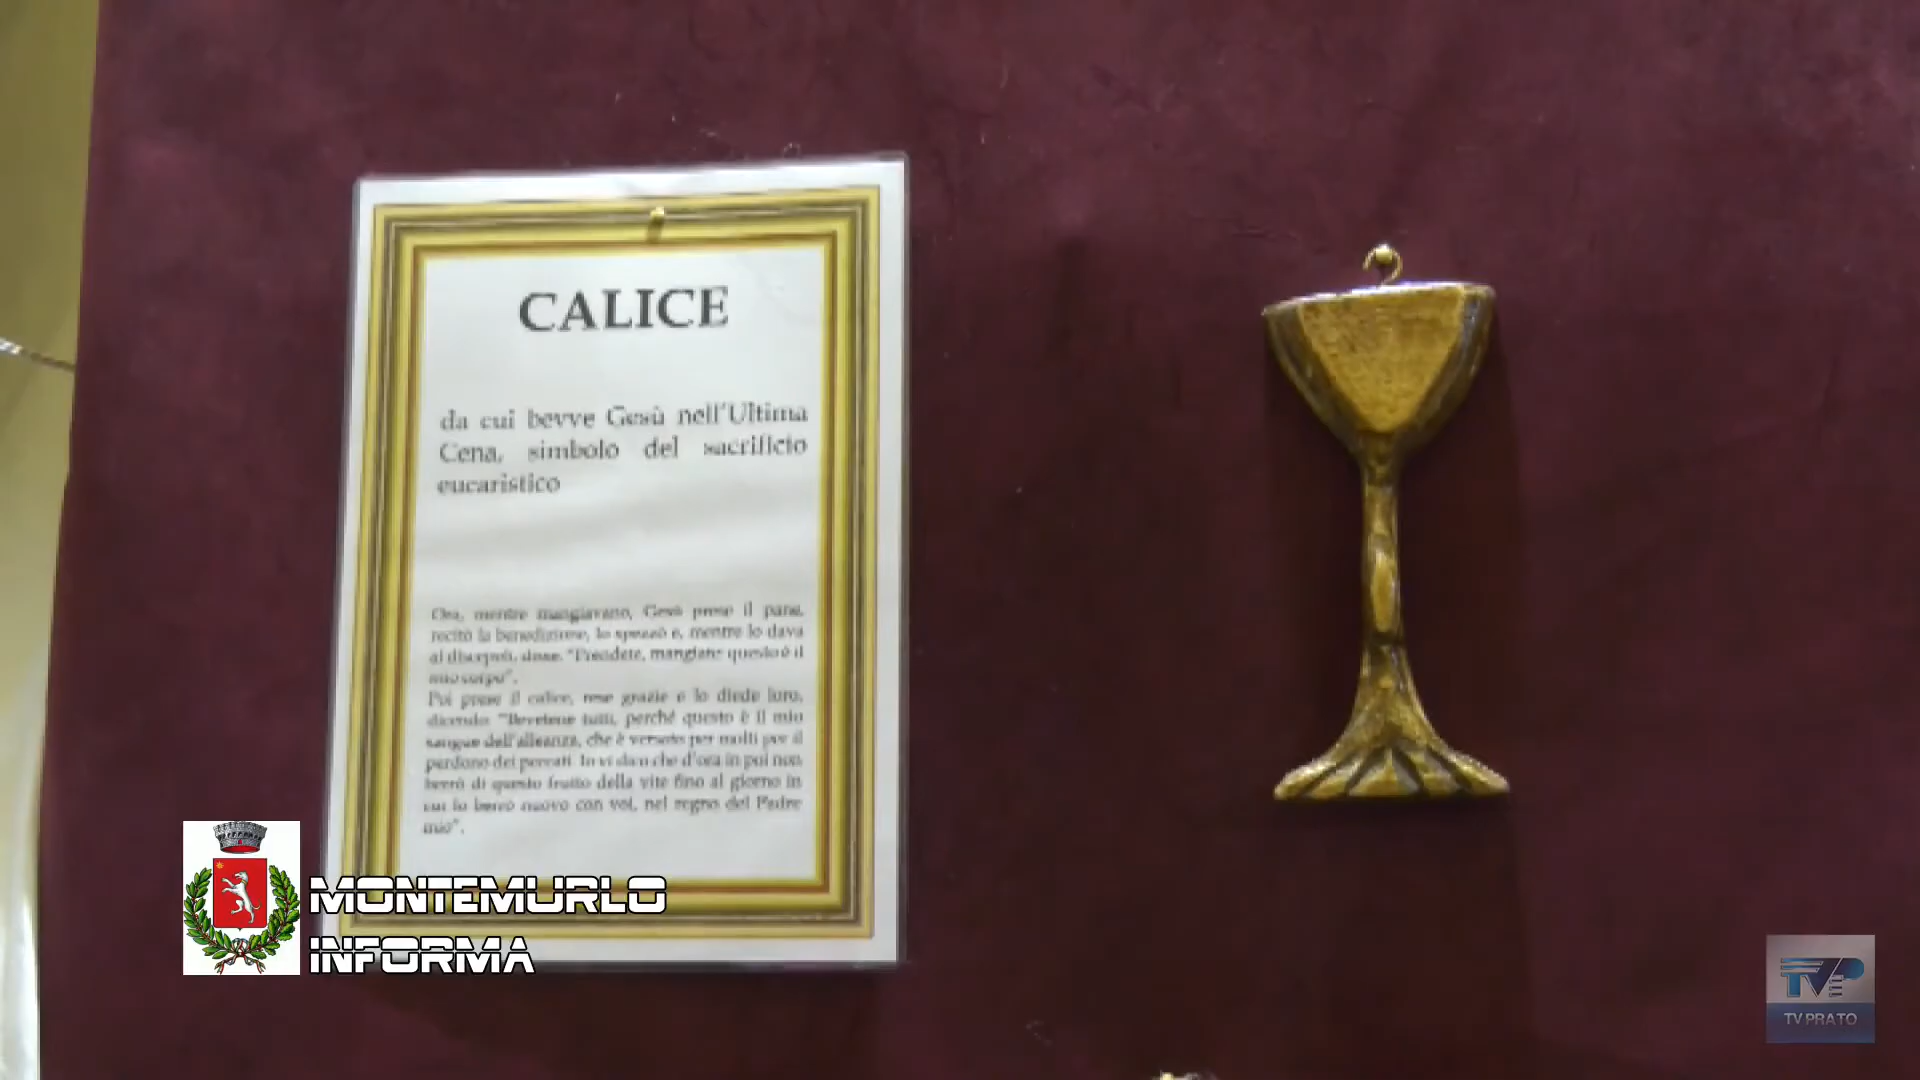 CALICE
da cui bevve Gesù nell'Ultima
Cena, simbolo del sacrificio
eucaristico
Ora, mentre mangiavano, Gesù prese il pane,
recitò la benedizione, lo spezzò e, mentre lo dava
ai discepoli, disse: "Prendete, mangiate questo è il
mio corpo".
Poi prese il calice, rese grazie e lo diede loro,
dicendo: "Bevetene tutti, perché questo è il mio
sangue dell'alleanza, che è versato per molti per il
perdono dei peccati. Io vi dico che d'ora in poi non
berrò di questo frutto della vite fino al giorno in
cui lo berrò nuovo con voi, nel regno del Padre
mio".
MONTEMURLO
INFORMA
TVP
TV PRATO